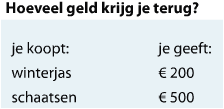 Hoeveel geld krijg je terug?
je koopt: je geeft:
winterjas € 200
schaatsen € 500